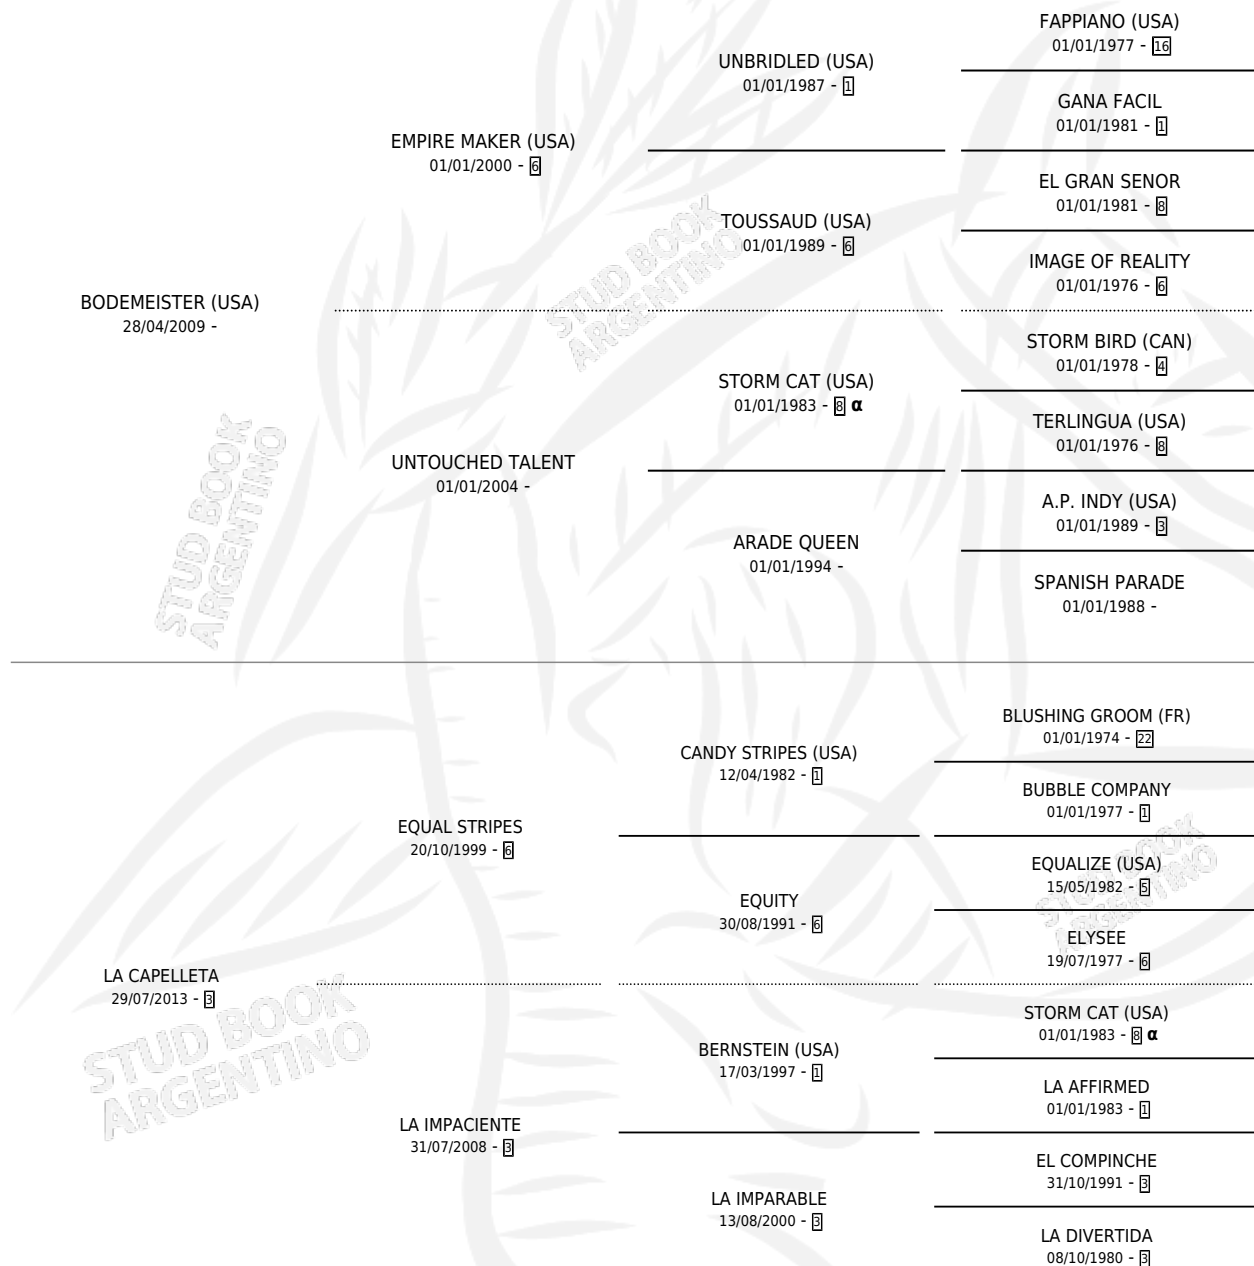 FAPPIANO (USA)
01/01/1977 - 16
UNBRIDLED (USA)
01/01/1987 - 1
GANA FACIL
01/01/1981 - 1
EMPIRE MAKER (USA)
01/01/2000 - 6
EL GRAN SENOR
01/01/1981 - 8
TOUSSAUD (USA)
01/01/1989 - 6
IMAGE OF REALITY
01/01/1976 - 6
BODEMEISTER (USA)
28/04/2009 -
STORM BIRD (CAN)
01/01/1978 - 4
STORM CAT (USA)
01/01/1983 - 8 α
TERLINGUA (USA)
01/01/1976 - 8
UNTOUCHED TALENT
01/01/2004 -
A.P. INDY (USA)
01/01/1989 - 3
ARADE QUEEN
01/01/1994 -
SPANISH PARADE
01/01/1988 -
BLUSHING GROOM (FR)
01/01/1974 - 22
CANDY STRIPES (USA)
12/04/1982 - 1
BUBBLE COMPANY
01/01/1977 - 1
EQUAL STRIPES
20/10/1999 - 6
EQUALIZE (USA)
15/05/1982 - 5
EQUITY
30/08/1991 - 6
ELYSEE
19/07/1977 - 6
LA CAPELLETA
29/07/2013 - 3
STORM CAT (USA)
01/01/1983 - 8 α
BERNSTEIN (USA)
17/03/1997 - 1
LA AFFIRMED
01/01/1983 - 1
LA IMPACIENTE
31/07/2008 - 3
EL COMPINCHE
31/10/1991 - 3
LA IMPARABLE
13/08/2000 - 3
LA DIVERTIDA
08/10/1980 - 3
STUD BOOK
ARGENTINO
STUD BOOK
ARGENTINO
STUD BOOK
ARGENTINO
STUD BOOK
ARGENTINO